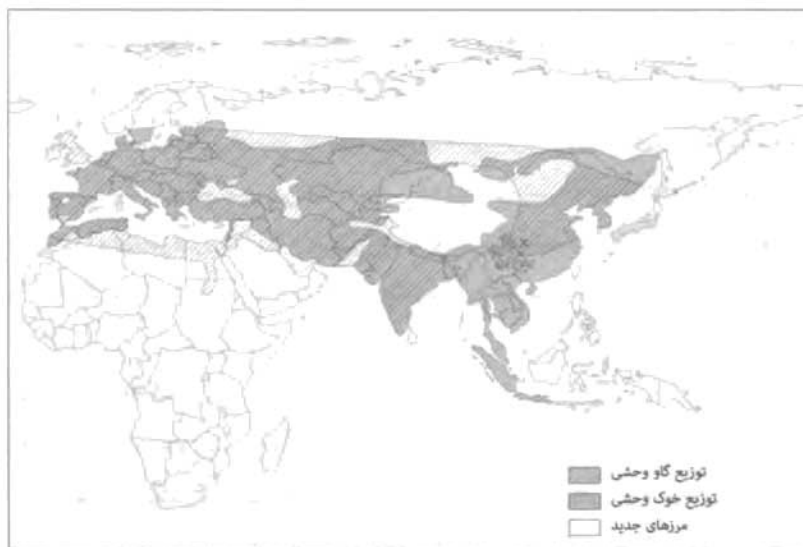 توزیع گاو وحشی
توزیع خوک وحشی
مرزهای جدید